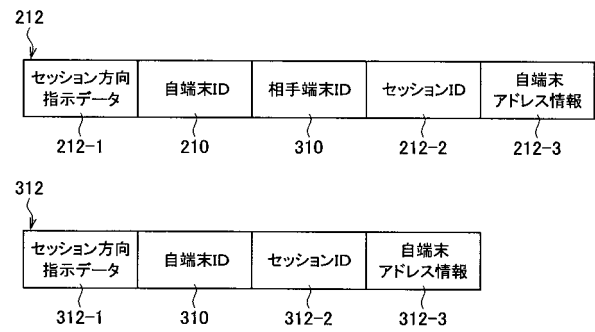 212
セッション方向
指示データ
自端末ID
相手端末ID
セッションID
自端末
アドレス情報
212-1
210
310
212-2
212-3
312
セッション方向
指示データ
自端末ID
セッションID
自端末
アドレス情報
312-1
310
312-2
312-3